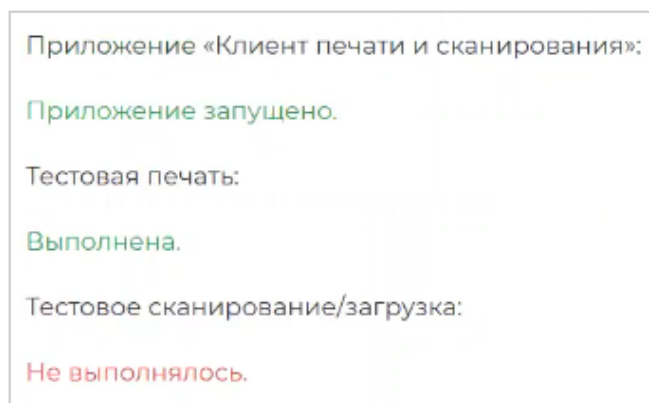 Приложение «Клиент печати и сканирования»:
Приложение запущено.
Тестовая печать:
Выполнена.
Тестовое сканирование/загрузка:
Не выполнялось.